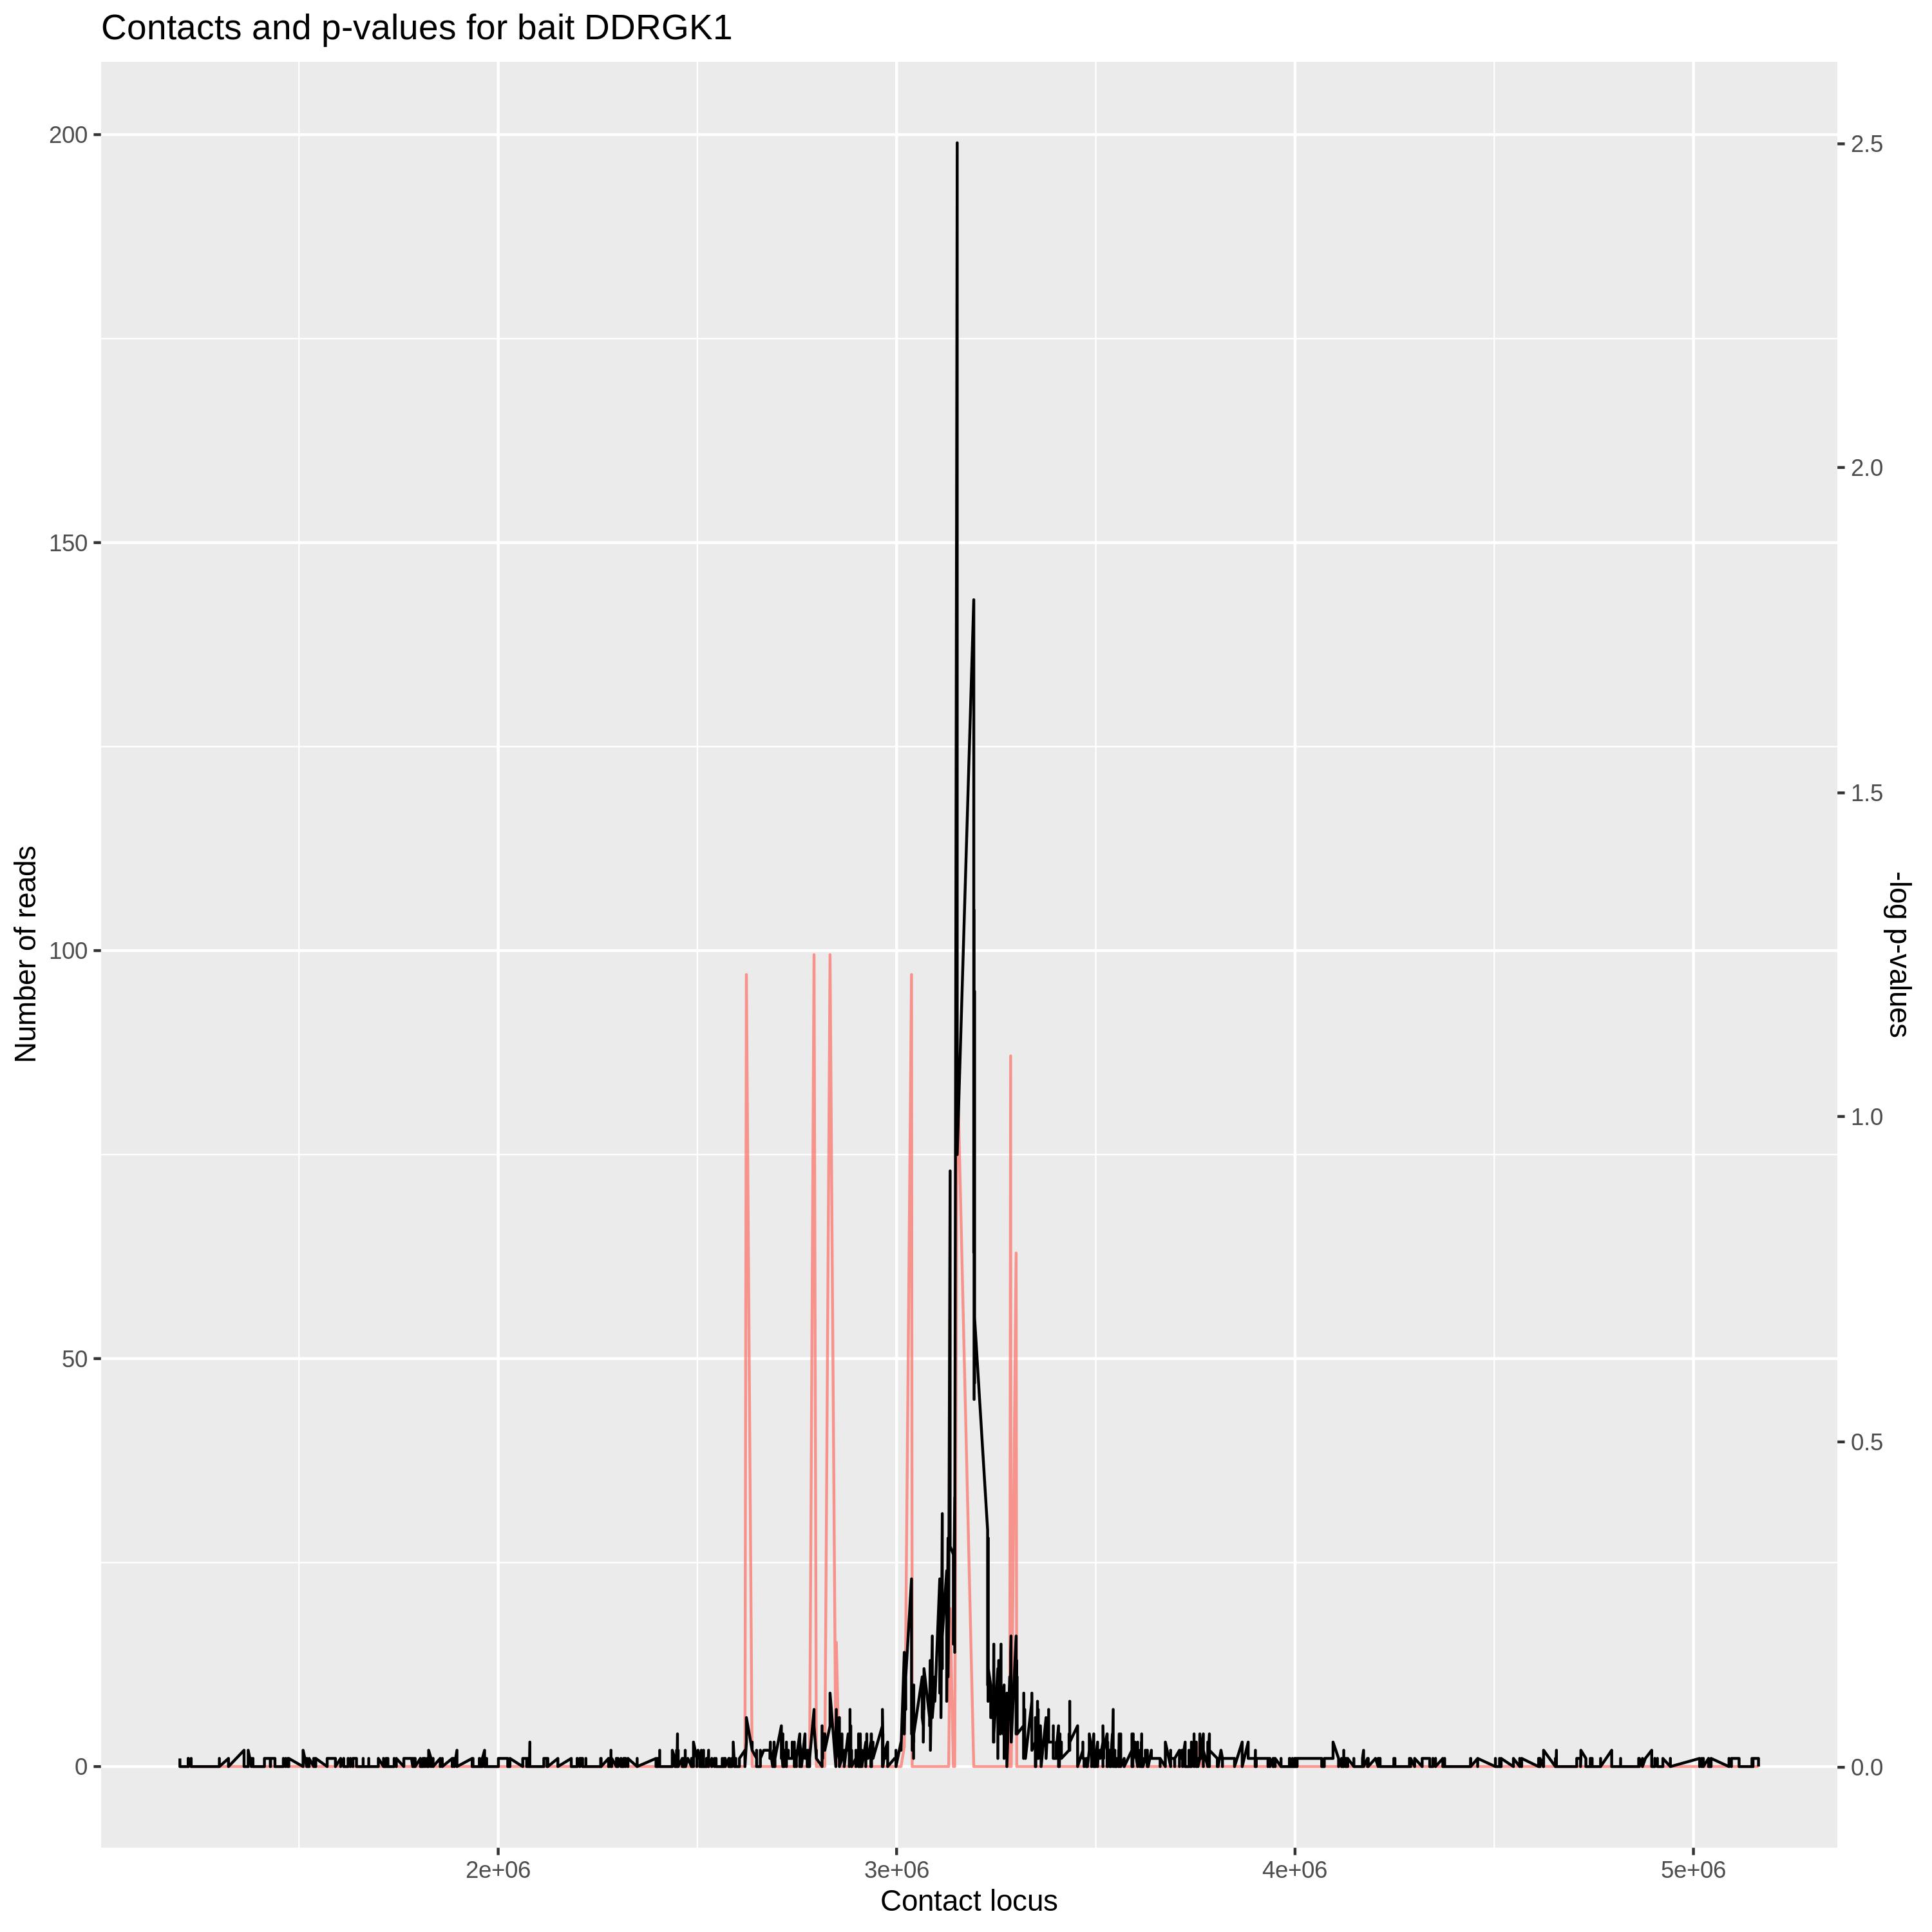 Contacts and p-values for bait DDRGK1
200
150
100
50
0
Number of reads
2.5
2.0
1.5
1.0
0.5
0.0
-log p-values
2e+06 3e+06 4e+06 5e+06
Contact locus